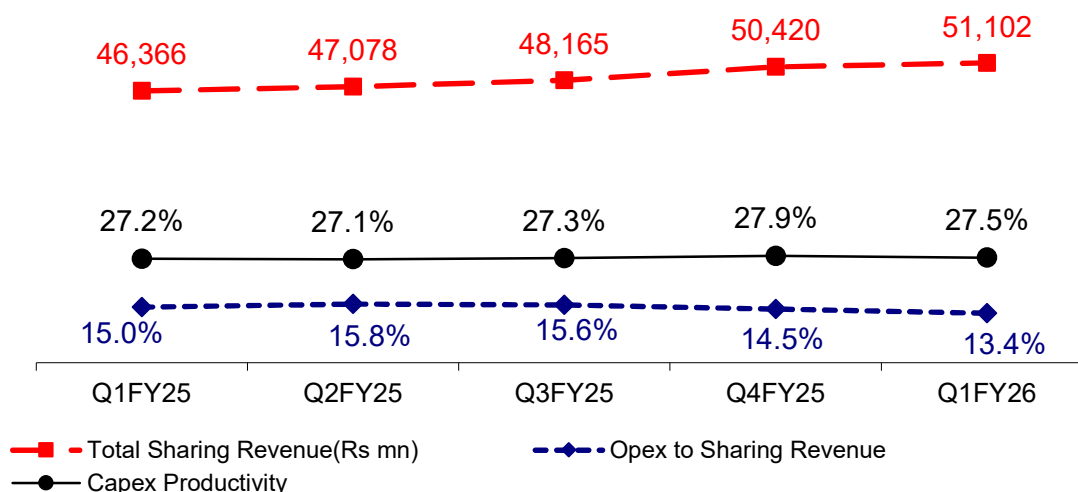 46,366 47,078 48,165 50,420 51,102
27.2% 27.1% 27.3% 27.9% 27.5%
15.0% 15.8% 15.6% 14.5% 13.4%
Q1FY25 Q2FY25 Q3FY25 Q4FY25 Q1FY26
Total Sharing Revenue(Rs mn) Opex to Sharing Revenue
Capex Productivity